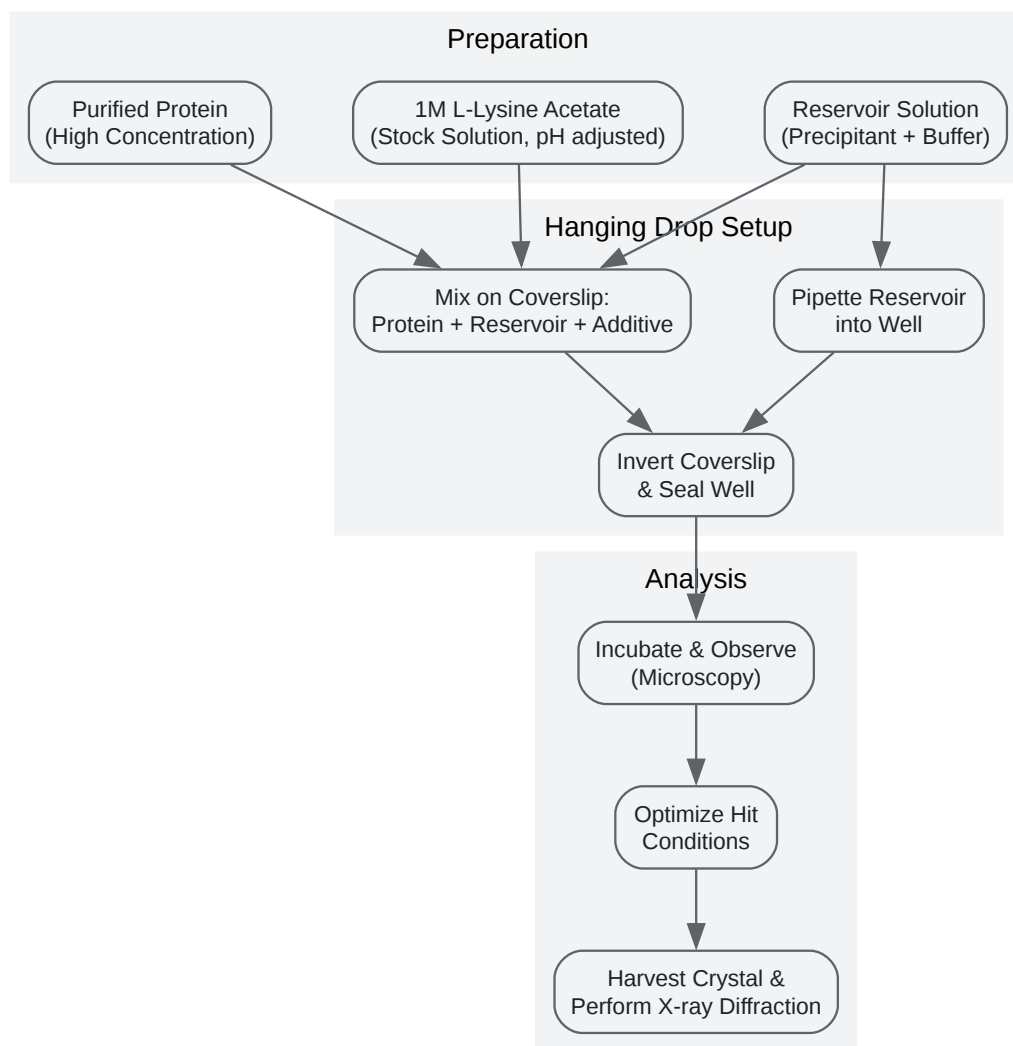 Preparation
Purified Protein
(High Concentration)
1M L-Lysine Acetate
(Stock Solution, pH adjusted)
Reservoir Solution
(Precipitant + Buffer)
Hanging Drop Setup
Mix on Coverslip:
Protein + Reservoir + Additive
Pipette Reservoir
into Well
Invert Coverslip
& Seal Well
Analysis
Incubate & Observe
(Microscopy)
Optimize Hit
Conditions
Harvest Crystal &
Perform X-ray Diffraction